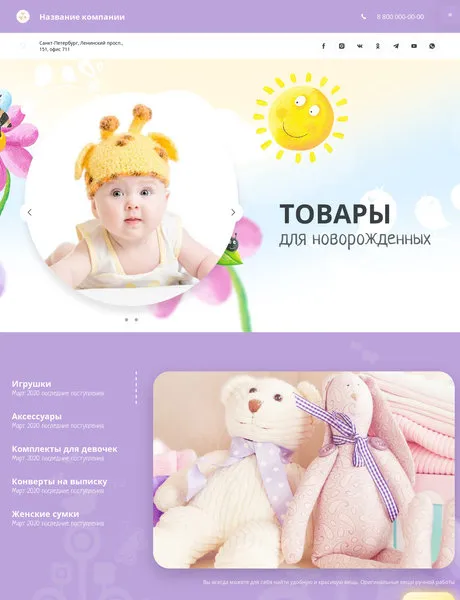 Название компании
8 800 000-00-00
Санкт-Петербург, Ленинский просп.,
151, офис 711
ТОВАРЫ
для новорожденных
Игрушки
Март 2020 последние поступления
Аксессуары
Март 2020 последние поступления
Комплекты для девочек
Март 2020 последние поступления
Конверты на выписку
Март 2020 последние поступления
Женские сумки
Март 2020 последние поступления
Вы всегда можете для себя найти удобную и красивую вещь. Оригинальные вещи ручной работы